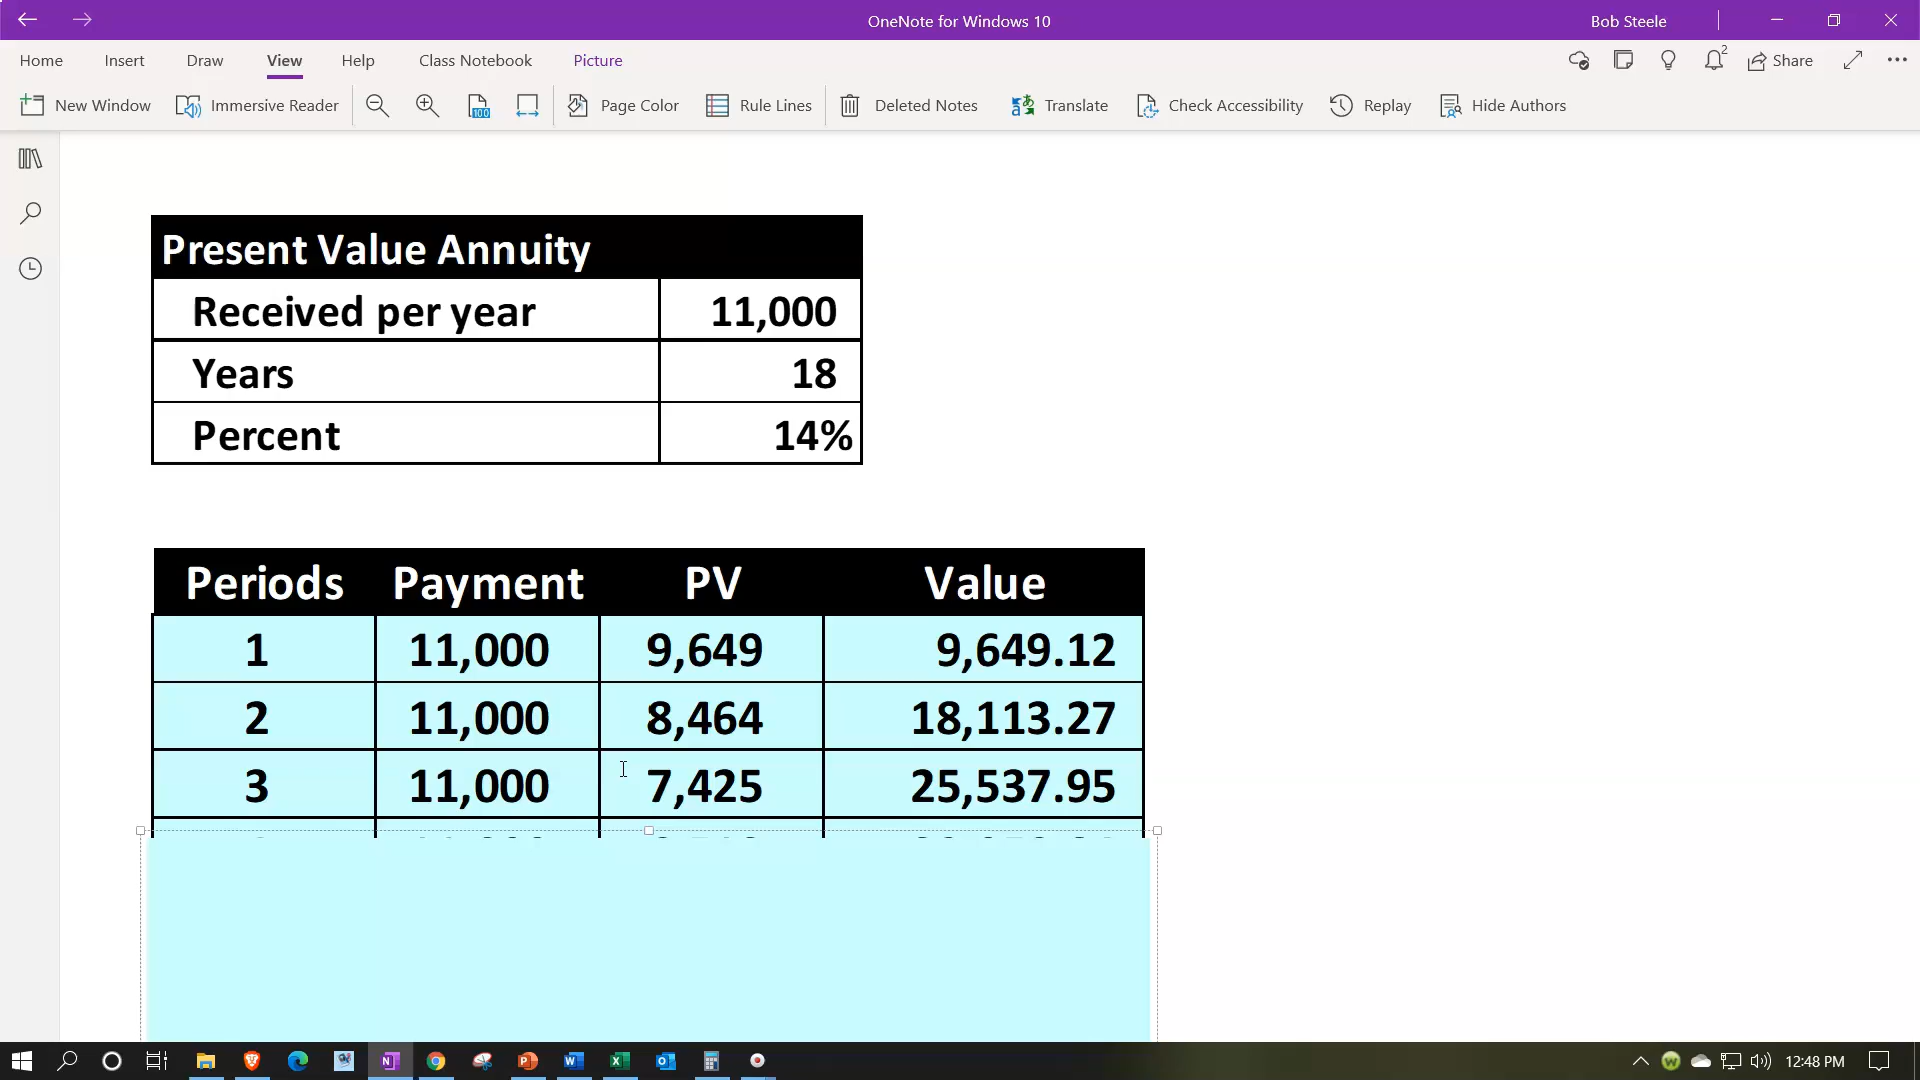 OneNote for Windows 10
Bob Steele
Home Insert Draw View Help Class Notebook Picture
2
Share
New Window Immersive Reader 100 Page Color Rule Lines Deleted Notes Translate Check Accessibility Replay Hide Authors
Present Value Annuity
Received per year 11,000
Years 18
Percent 14%
Periods Payment PV Value
1 11,000 9,649 9,649.12
2 11,000 8,464 18,113.27
3 11,000 7,425 25,537.95
12:48 PM